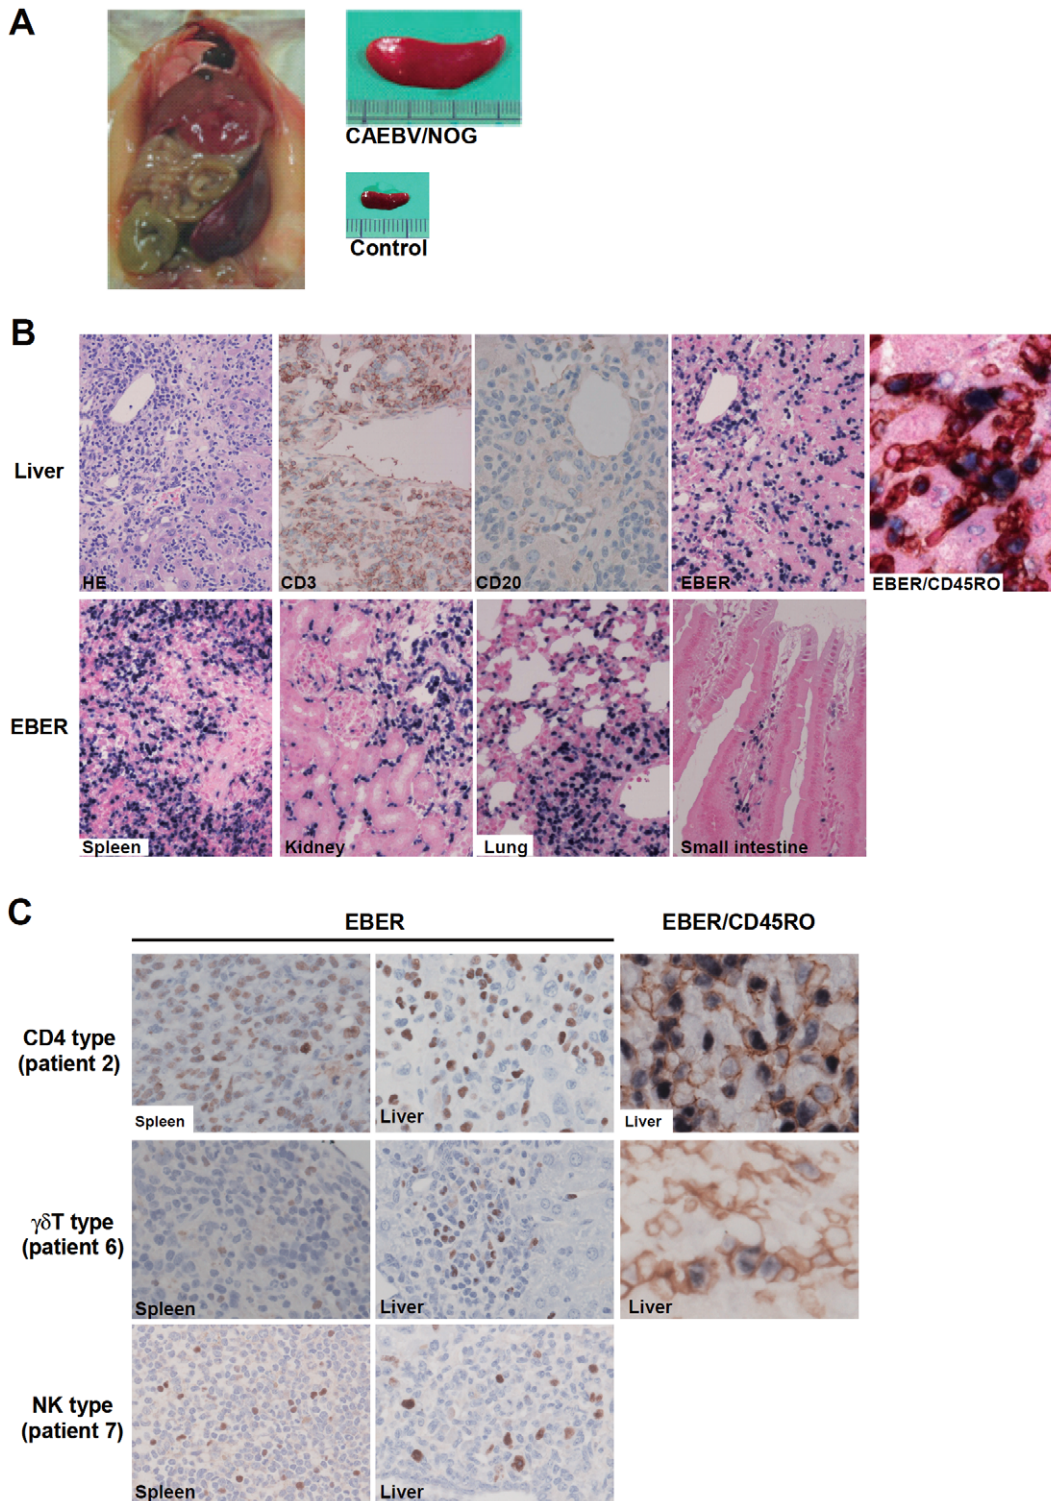 A
CAEBV/NOG
Control
B
Liver
HE
CD3
CD20
EBER
EBER/CD45RO
EBER
Spleen
Kidney
Lung
Small intestine
C
EBER
EBER/CD45RO
CD4 type
(patient 2)
Spleen
Liver
Liver
γδT type
(patient 6)
Spleen
Liver
Liver
NK type
(patient 7)
Spleen
Liver